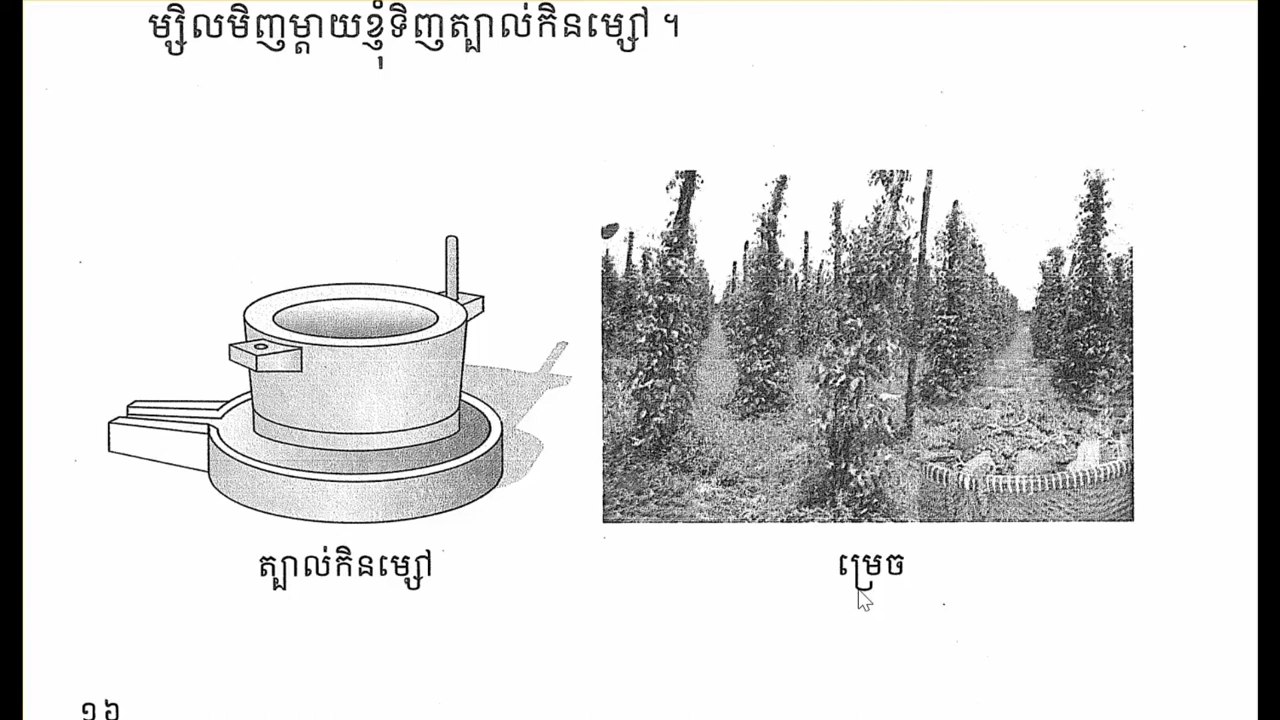 ម្សិលមិញម្តាយខ្ញុំទិញត្បាល់កិនម្សៅ ។
ត្បាល់កិនម្សៅ
ម្រេច
១៦